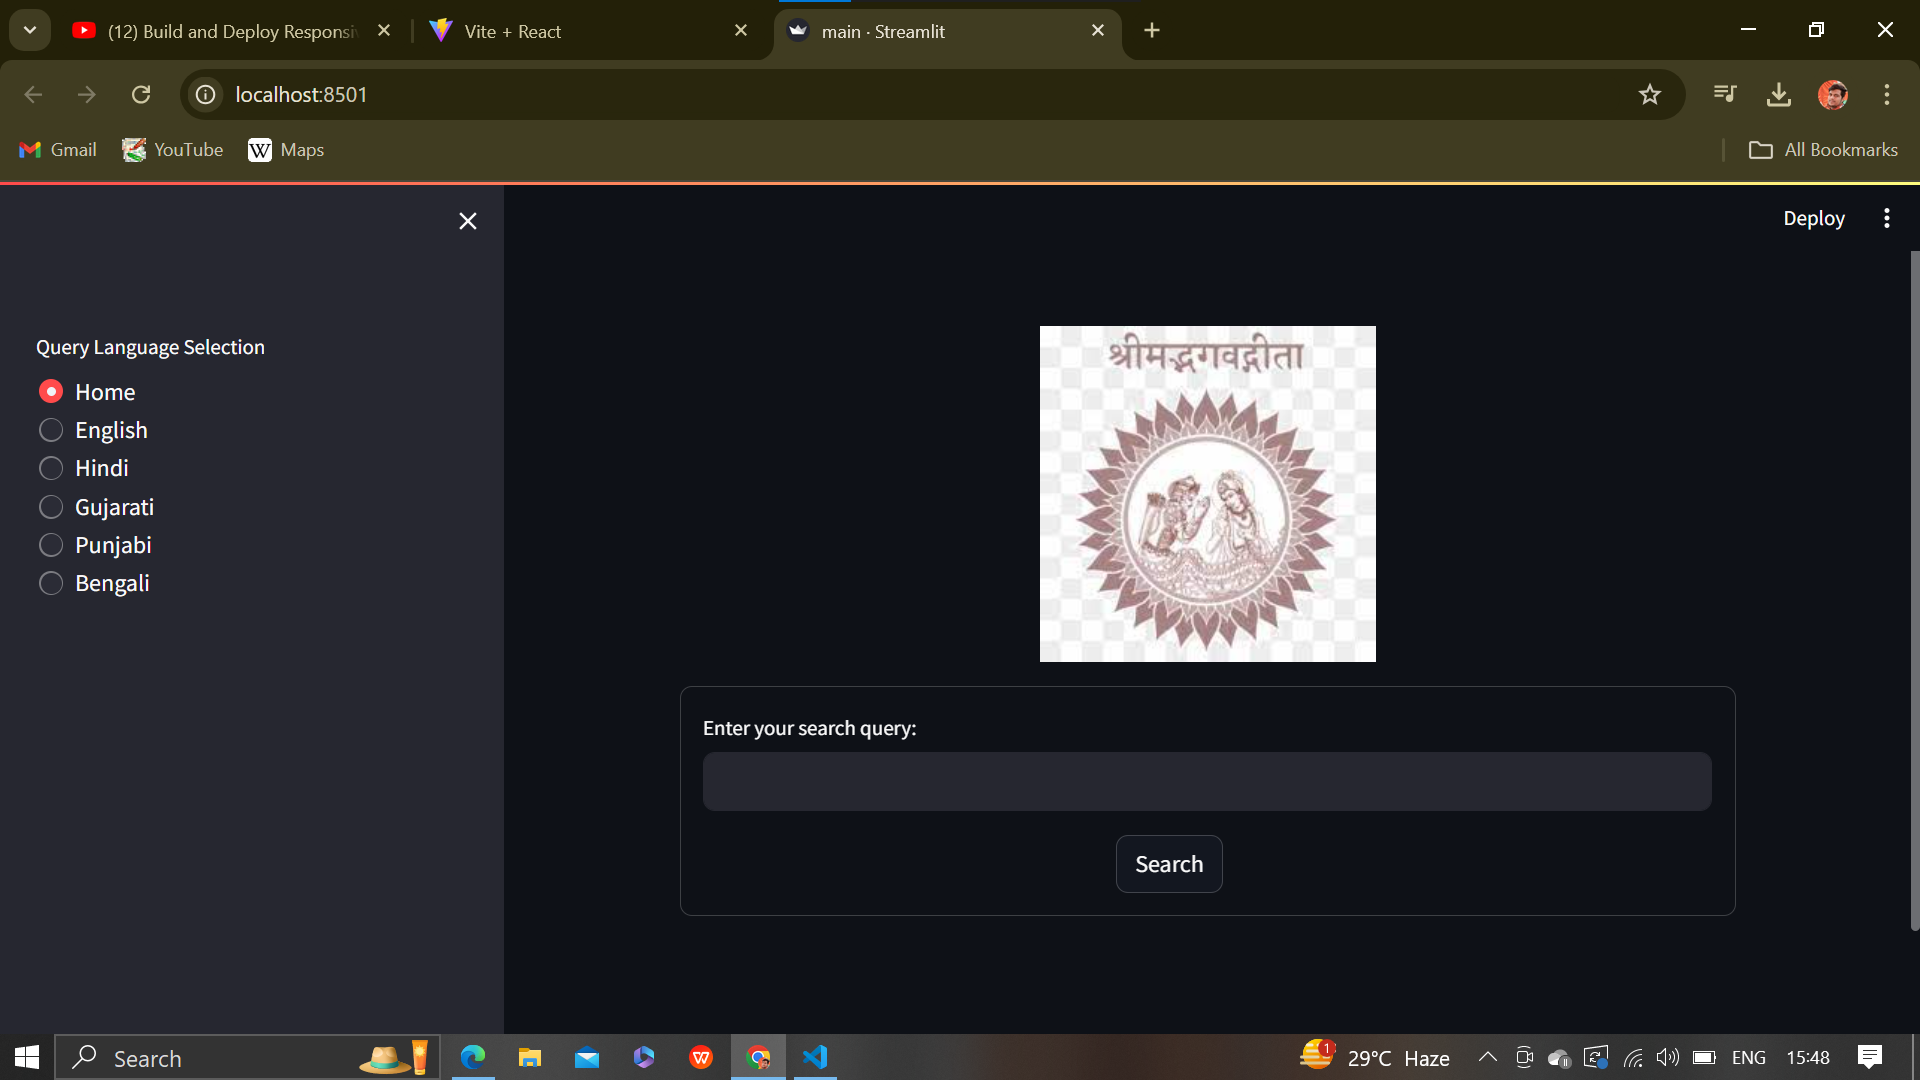 (12) Build and Deploy Responsi
Vite + React
main · Streamlit
localhost:8501
Gmail
YouTube
W Maps
All Bookmarks
Deploy
Query Language Selection
Home
English
Hindi
Gujarati
Punjabi
Bengali
श्रीमद्भगवद्गीता
Enter your search query:
Search
Search
1
29°C Haze
ENG
15:48